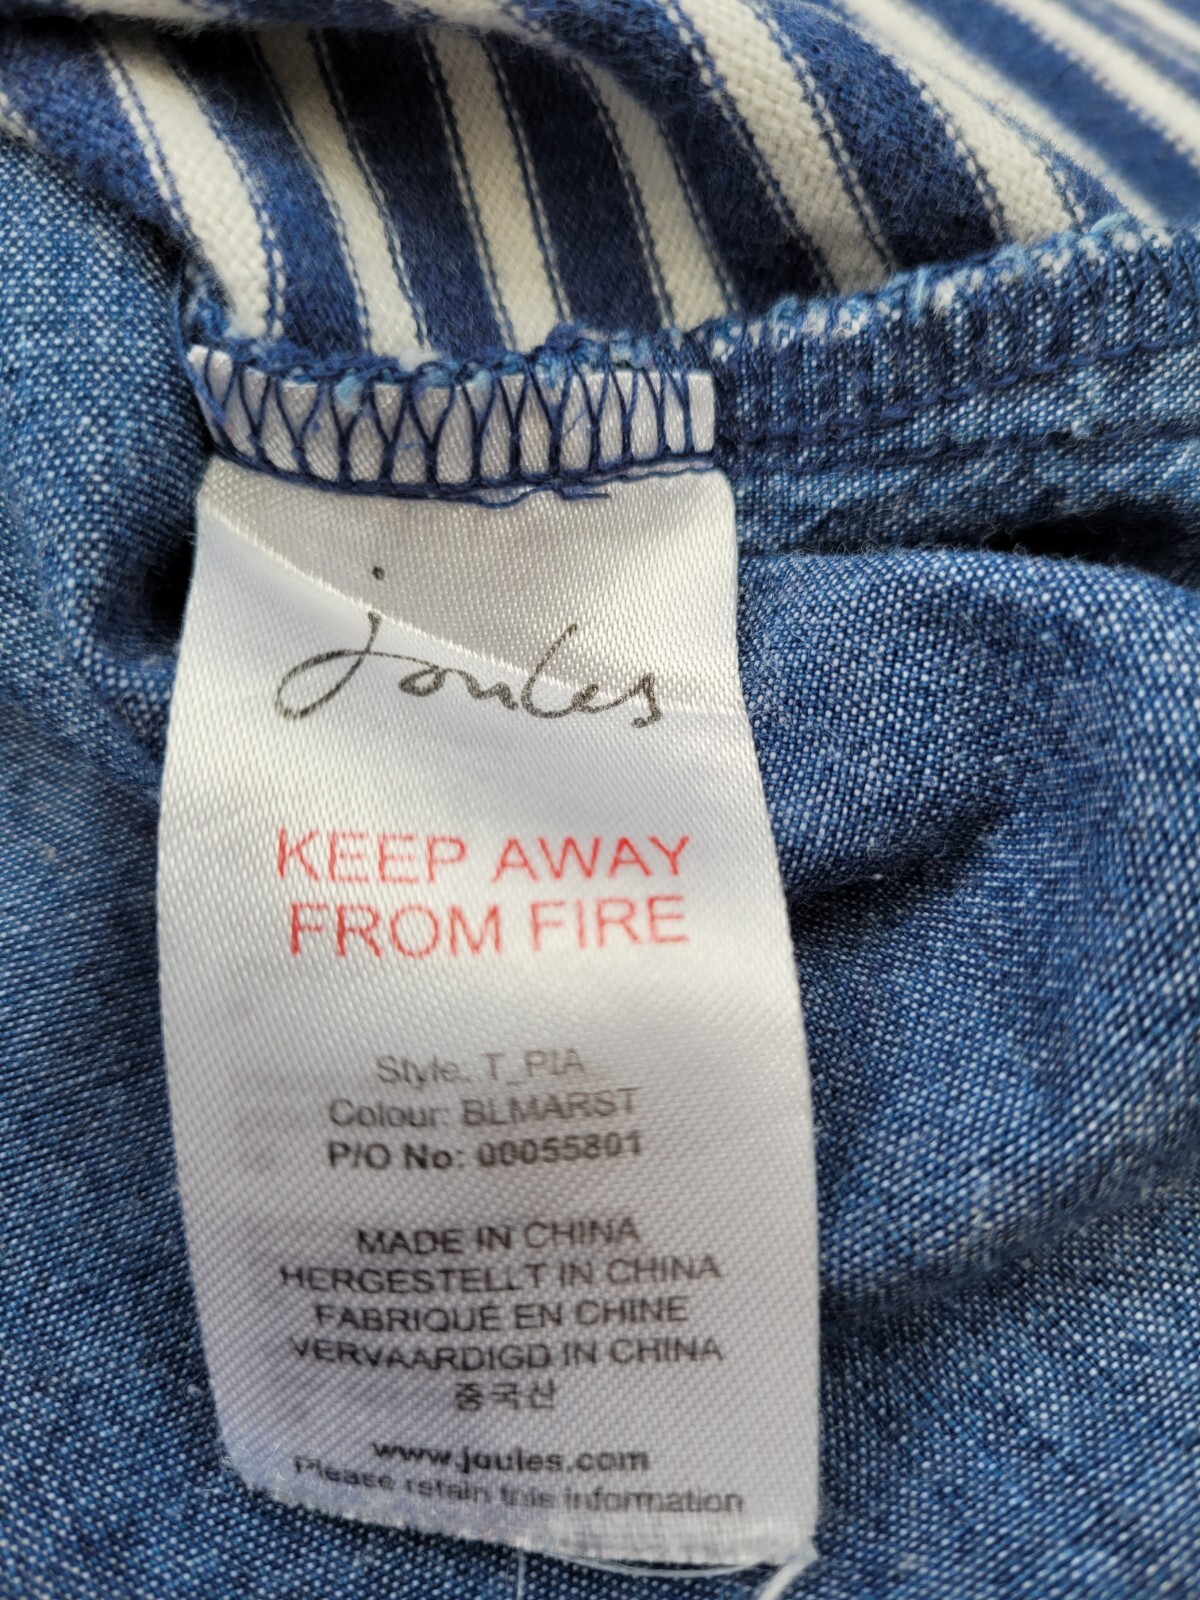 joules
KEEP AWAY
FROM FIRE
Style: T_PIA
Colour: BLMARST
P/O No: 00055801
MADE IN CHINA
HERGESTELLT IN CHINA
FABRIQUÉ EN CHINE
VERVAARDIGD IN CHINA
중국산
www.joules.com
Please retain this information